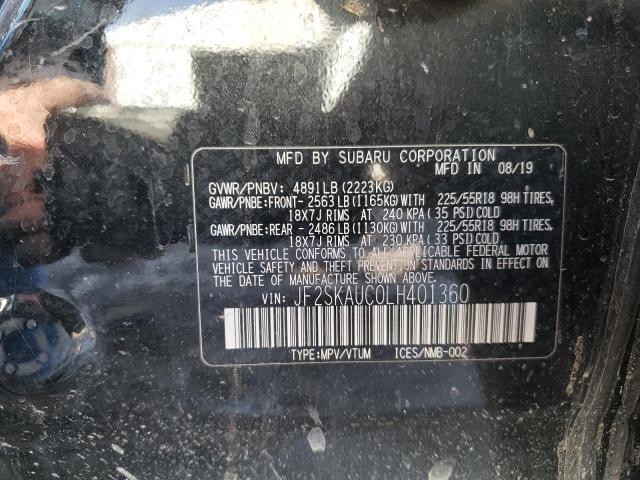 MFD BY SUBARU CORPORATION
MFD IN 08/19
GVWR/PNBV: 4891LB(2223KG)
GAWR/PNBE:FRONT-2563LB(1165KG)WITH 225/55R18 98H TIRES,
18X7J RIMS AT 240 KPA(35 PSI)COLD
GAWR/PNBE:REAR -2486LB(1130KG)WITH 225/55R18 98H TIRES,
18X7J RIMS AT 230 KPA(33 PSI)COLD
THIS VEHICLE CONFORMS TO ALL APPLICABLE FEDERAL MOTOR
VEHICLE SAFETY AND THEFT PREVENTION STANDARDS IN EFFECT ON
THE DATE OF MANUFACTURE SHOWN ABOVE.
VIN: JF2SKAUC0LH401360
TYPE:MPV/VTUM ICES/NMB-002